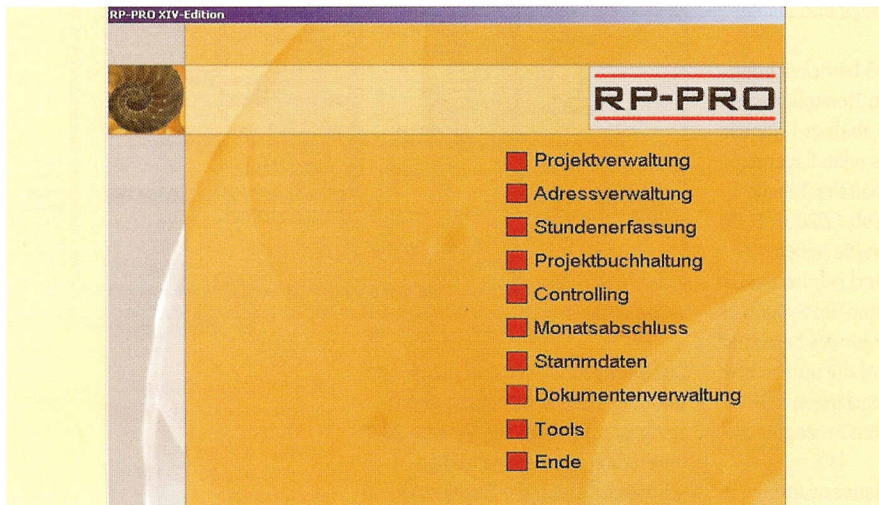 RP-PRO XIV-Edition
RP-PRO
Projektverwaltung
Adressverwaltung
Stundenerfassung
Projektbuchhaltung
Controlling
Monatsabschluss
Stammdaten
Dokumentenverwaltung
Tools
Ende